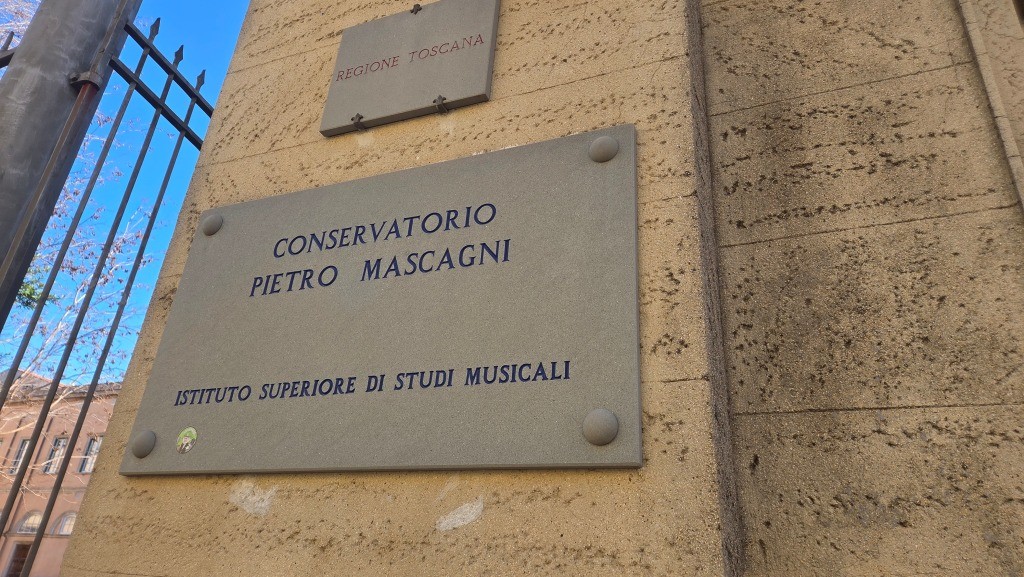 REGIONE TOSCANA
CONSERVATORIO
PIETRO MASCAGNI
ISTITUTO SUPERIORE DI STUDI MUSICALI